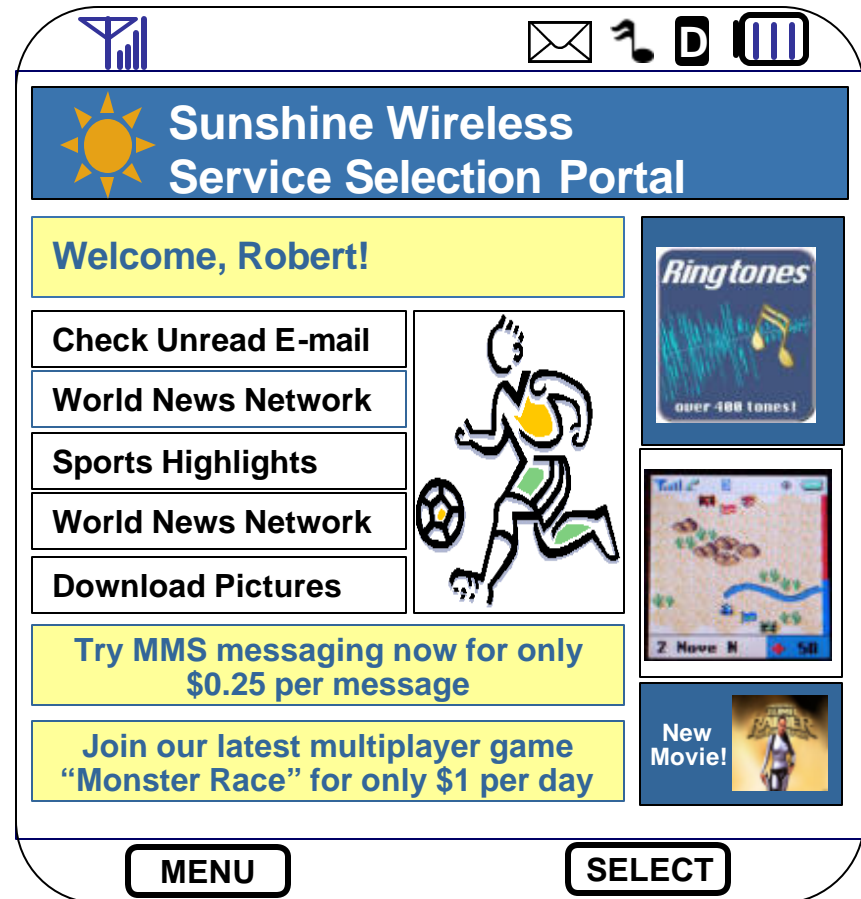 D
Sunshine Wireless
Service Selection Portal
Welcome, Robert!
Check Unread E-mail
World News Network
Sports Highlights
World News Network
Download Pictures
Try MMS messaging now for only
$0.25 per message
Join our latest multiplayer game
“Monster Race” for only $1 per day
Ringtones
over 400 tones!
2 Move N
50
New
Movie!
RAIDER
MENU
SELECT